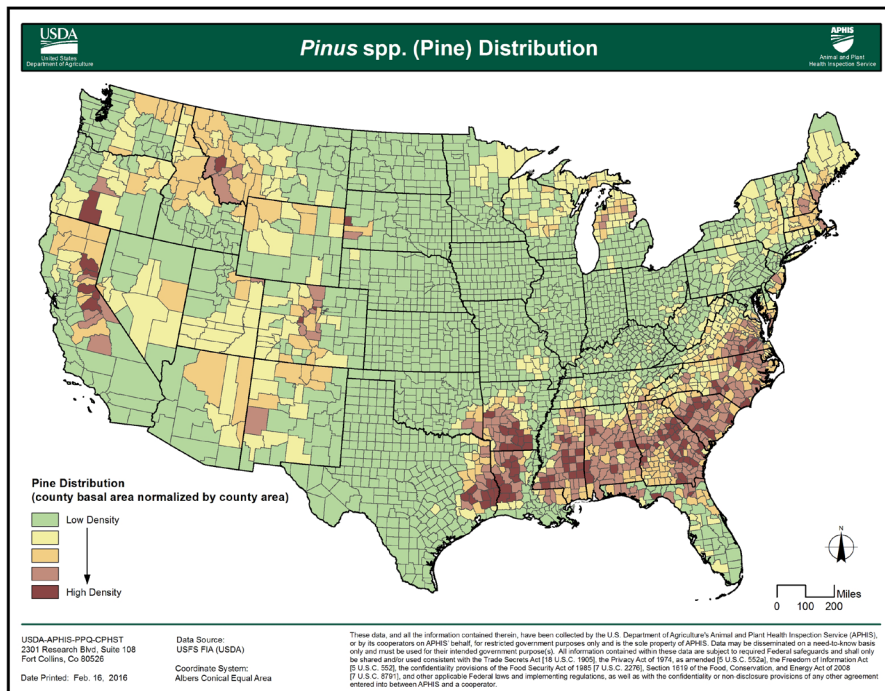 USDA
United States
Department of Agriculture
Pinus spp. (Pine) Distribution
APHIS
Animal and Plant
Health Inspection Service
Pine Distribution
(county basal area normalized by county area)
Low Density
High Density
N
0 100 200 Miles
USDA-APHIS-PPQ-CPHST
2301 Research Blvd, Suite 108
Fort Collins, Co 80526
Date Printed: Feb. 16, 2016
Data Source:
USFS FIA (USDA)
Coordinate System:
Albers Conical Equal Area
These data, and all the information contained therein, have been collected by the U.S. Department of Agriculture's Animal and Plant Health Inspection Service (APHIS),
or by its cooperators on APHIS' behalf, for restricted government purposes only and is the sole property of APHIS. Data may be disseminated on a need-to-know basis
only and must be used for their intended government purpose(s). All information contained within these data are subject to required Federal safeguards and shall only
be shared and/or used consistent with the Trade Secrets Act [18 U.S.C. 1905], the Privacy Act of 1974, as amended [5 U.S.C. 552a], the Freedom of Information Act
[5 U.S.C. 552], the confidentiality provisions of the Food Security Act of 1985 [7 U.S.C. 2276], Section 1619 of the Food, Conservation, and Energy Act of 2008
[7 U.S.C. 8791], and other applicable Federal laws and implementing regulations, as well as with the confidentiality or non-disclosure provisions of any other agreement
entered into between APHIS and a cooperator.